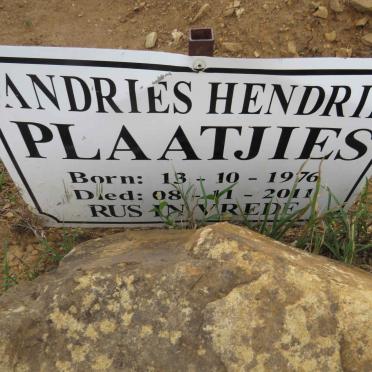 ANDRIES HENDRI
PLAATJIES
Born: 13 - 10 - 1976
Died: 08 - 11 - 2011
RUS IN VREDE